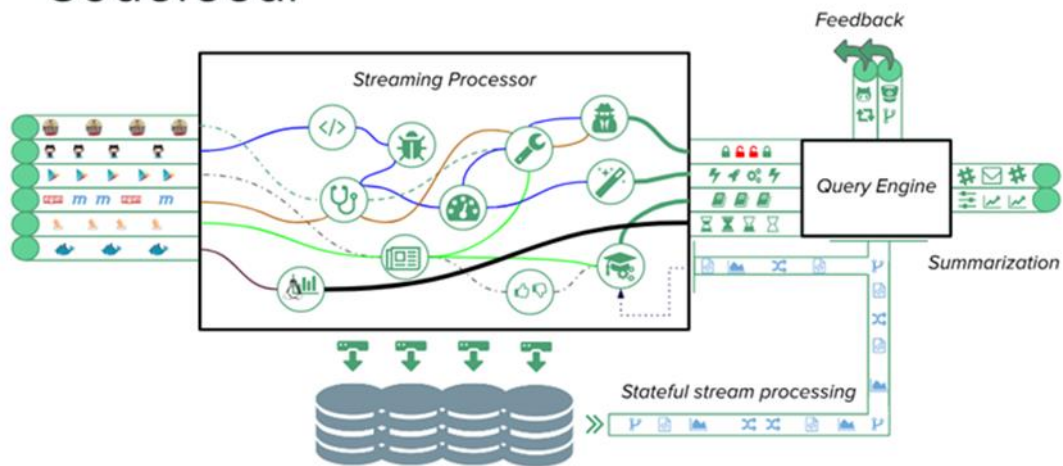 Feedback
Streaming Processor
</>
Query Engine
Summarization
Stateful stream processing